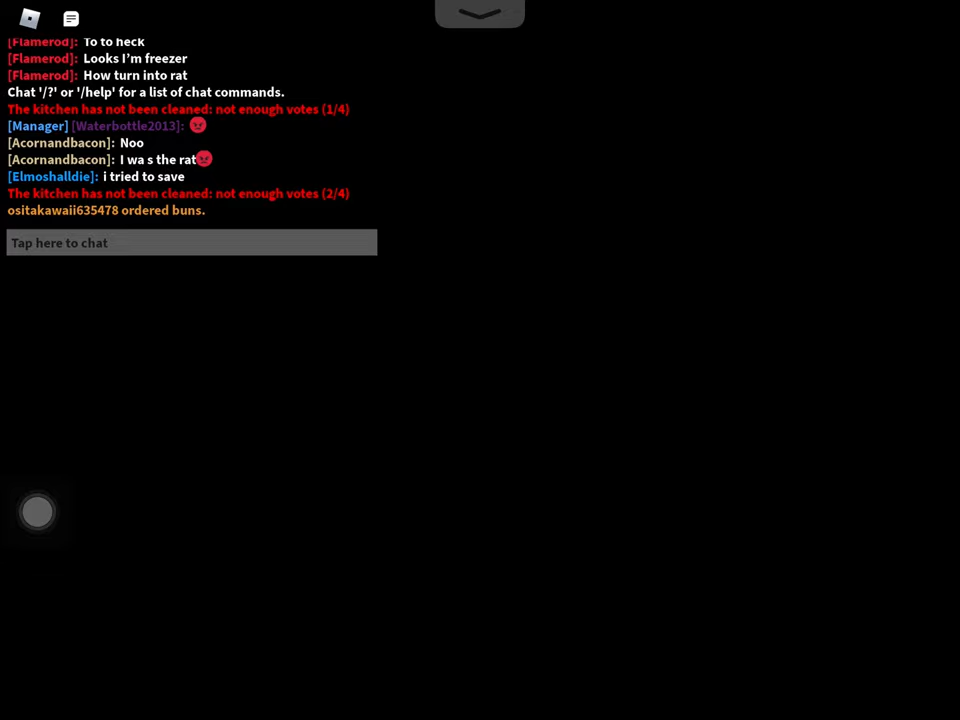 [Flamerod]: To to heck
[Flamerod]: Looks I'm freezer
[Flamerod]: How turn into rat
Chat '/?' or '/help' for a list of chat commands.
The kitchen has not been cleaned: not enough votes (1/4)
[Manager] [Waterbottle2013]: 😡
[Acornandbacon]: Noo
[Acornandbacon]: I wa s the rat😡
[Elmoshalldie]: i tried to save
The kitchen has not been cleaned: not enough votes (2/4)
ositakawaii635478 ordered buns.
Tap here to chat